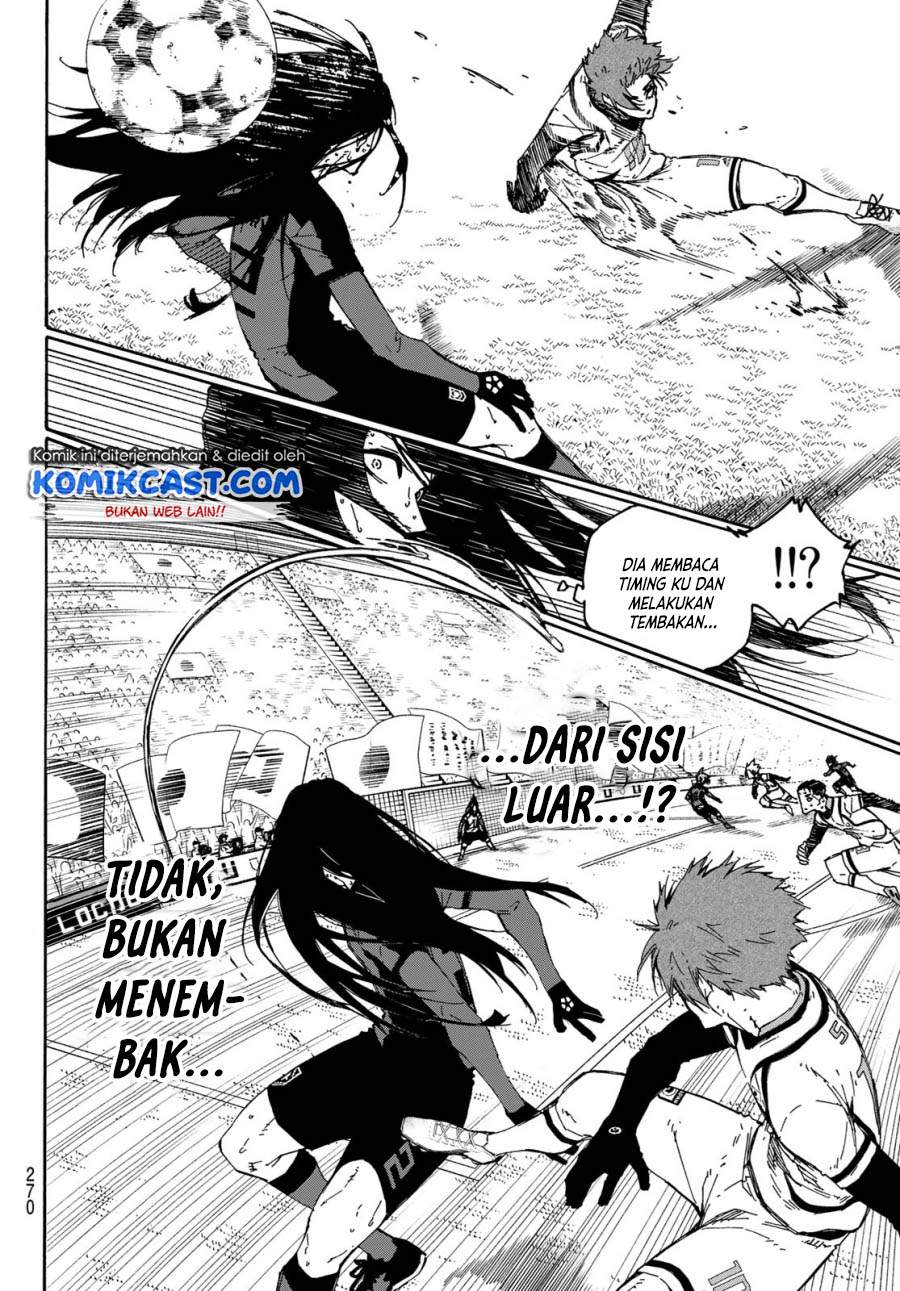 Komik ini diterjemahkan & diedit oleh
KOMIKCAST.COM
BUKAN WEB LAIN!!
!!?
DIA MEMBACA
TIMING KU DAN
MELAKUKAN
TEMBAKAN...
...DARI SISI
LUAR...!?
TIDAK,
BUKAN
MENEM-
BAK...
270